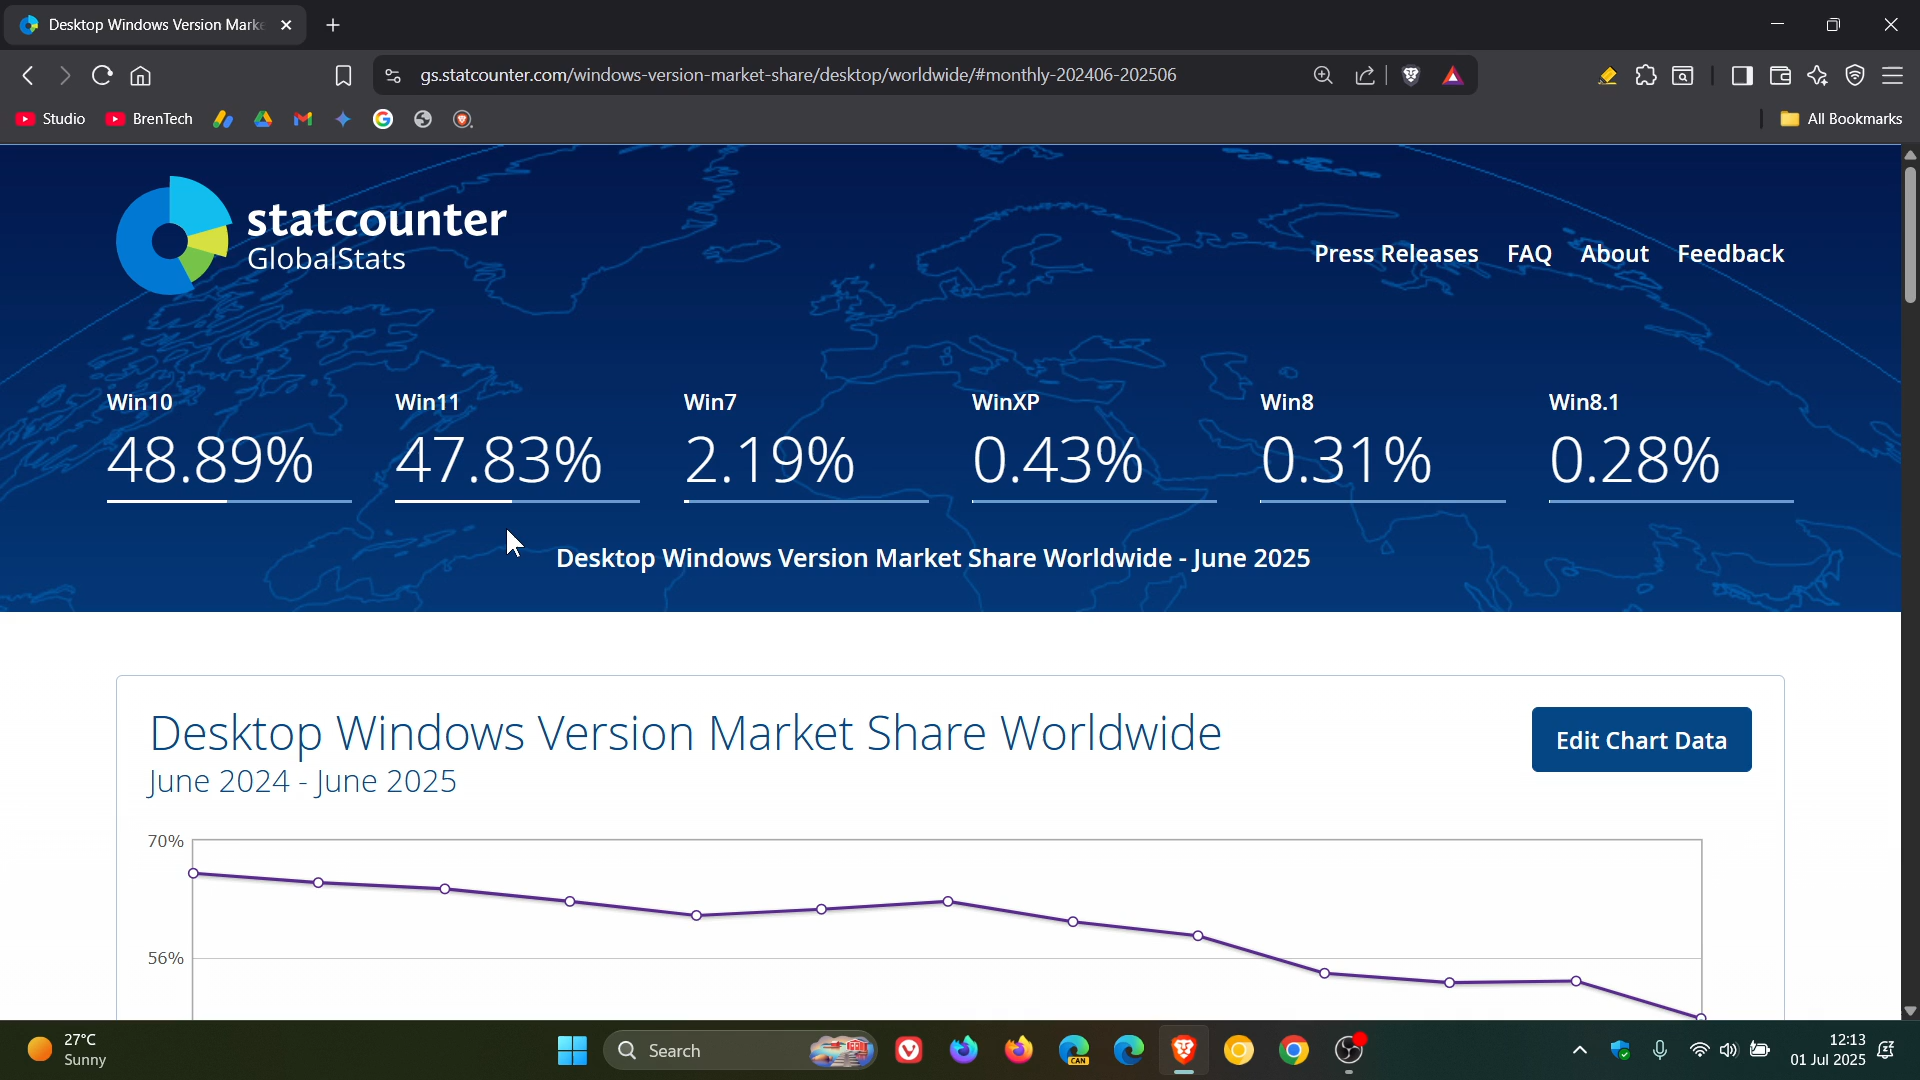 Desktop Windows Version Marke
gs.statcounter.com/windows-version-market-share/desktop/worldwide/#monthly-202406-202506
Studio BrenTech All Bookmarks
statcounter
GlobalStats
Press Releases FAQ About Feedback
Win10 Win11 Win7 WinXP Win8 Win8.1
48.89% 47.83% 2.19% 0.43% 0.31% 0.28%
Desktop Windows Version Market Share Worldwide - June 2025
Desktop Windows Version Market Share Worldwide
Edit Chart Data
June 2024 - June 2025
70%
56%
27°C
Sunny
Search
CAN
12:13
01 Jul 2025